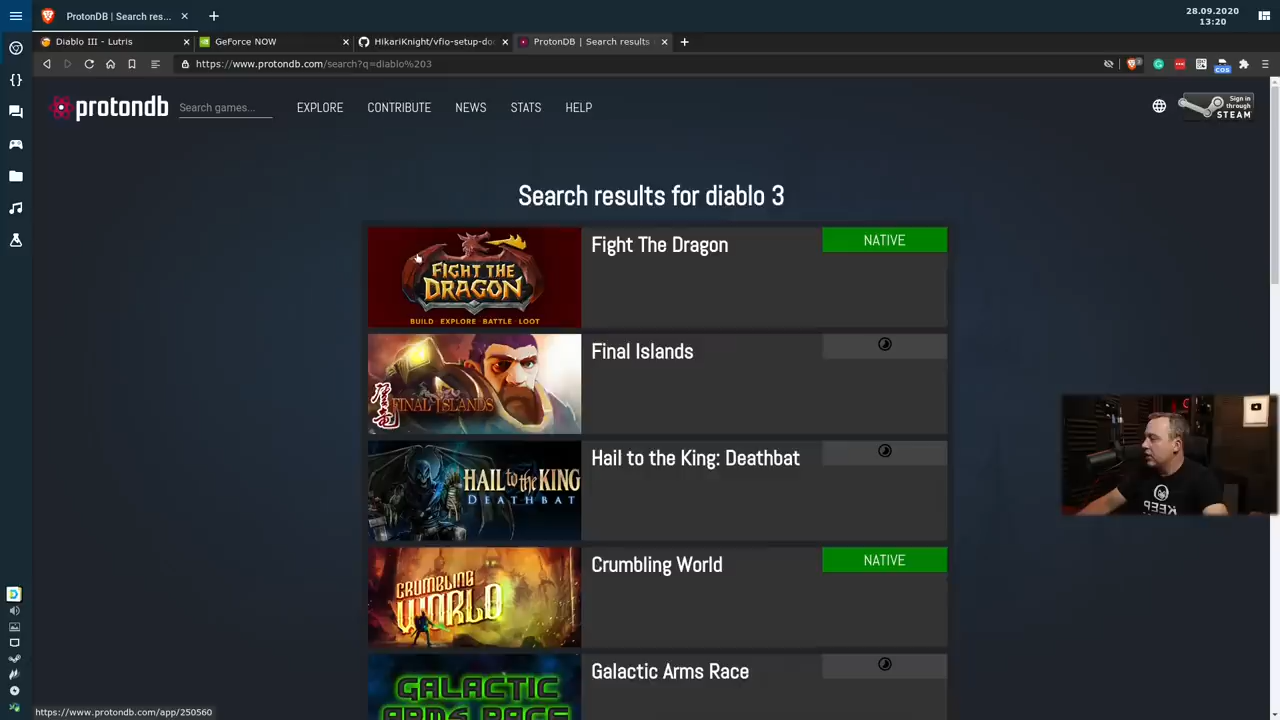 ProtonDB | Search res...
28.09.2020
13:20
Diablo III - Lutris
GeForce NOW
HikariKnight/vfio-setup-do
ProtonDB | Search results
https://www.protondb.com/search?q=diablo%203
protondb
Search games...
EXPLORE
CONTRIBUTE
NEWS
STATS
HELP
Sign in
through
STEAM
Search results for diablo 3
FIGHT THE
DRAGON
BUILD · EXPLORE · BATTLE · LOOT
Fight The Dragon
NATIVE
FINAL ISLANDS
Final Islands
HAIL to the KING
DEATHBAT
Hail to the King: Deathbat
CRUMBLING
WORLD
Crumbling World
NATIVE
GALACTIC
ARMS RACE
Galactic Arms Race
KEEP
https://www.protondb.com/app/250560